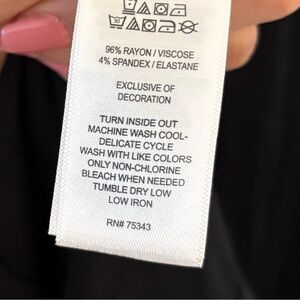 96% RAYON / VISCOSE
4% SPANDEX / ELASTANE
EXCLUSIVE OF
DECORATION
TURN INSIDE OUT
MACHINE WASH COOL-
DELICATE CYCLE
WASH WITH LIKE COLORS
ONLY NON-CHLORINE
BLEACH WHEN NEEDED
TUMBLE DRY LOW
LOW IRON
RN# 75343